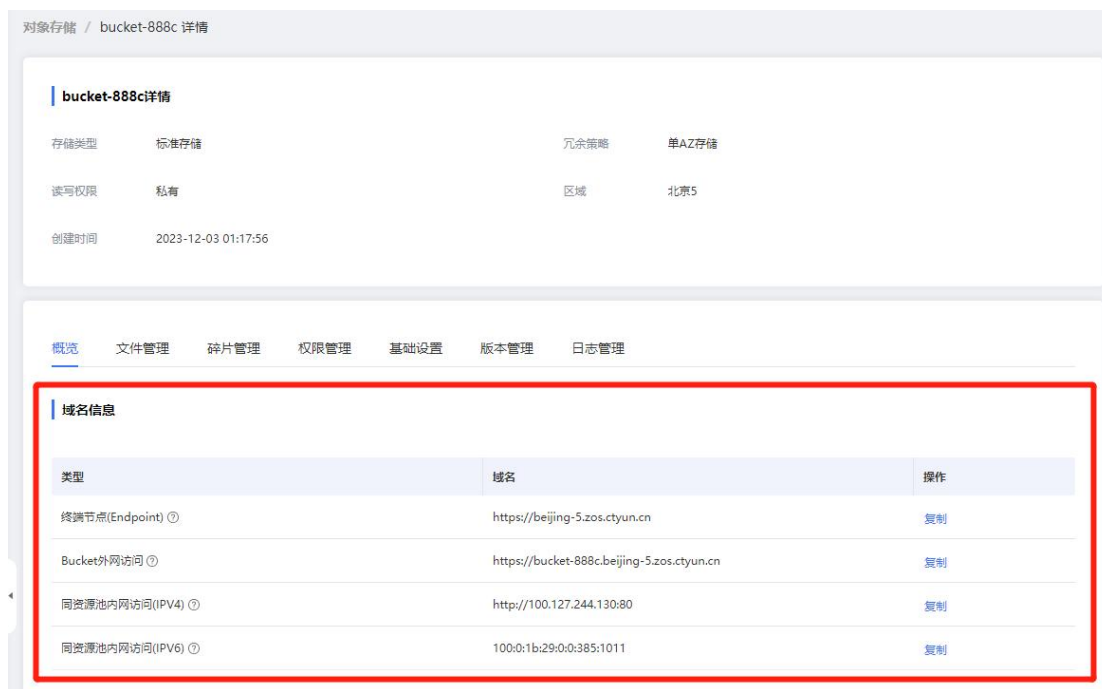 对象存储 / bucket-888c 详情
bucket-888c详情
存储类型 标准存储 冗余策略 单AZ存储
读写权限 私有 区域 北京5
创建时间 2023-12-03 01:17:56
概览 文件管理 碎片管理 权限管理 基础设置 版本管理 日志管理
域名信息
类型 域名 操作
终端节点(Endpoint) ? https://beijing-5.zos.ctyun.cn 复制
Bucket外网访问 ? https://bucket-888c.beijing-5.zos.ctyun.cn 复制
同资源池内网访问(IPV4) ? http://100.127.244.130:80 复制
同资源池内网访问(IPV6) ? 100:0:1b:29:0:0:385:1011 复制